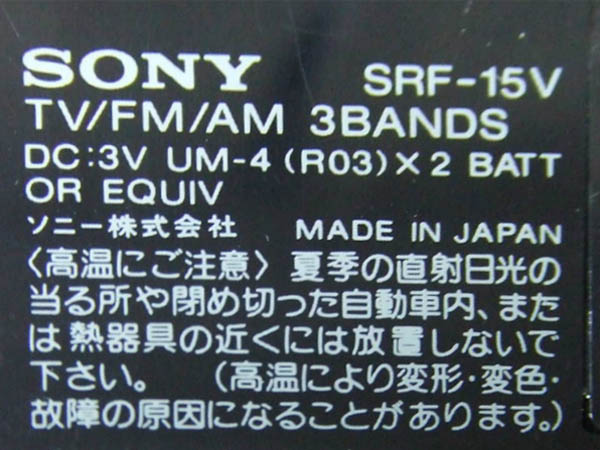 SONY SRF-15V
TV/FM/AM 3BANDS
DC:3V UM-4 (R03)×2 BATT
OR EQUIV
ソニー株式会社 MADE IN JAPAN
〈高温にご注意〉夏季の直射日光の
当る所や閉め切った自動車内、また
は熱器具の近くには放置しないで
下さい。 (高温により変形・変色・
故障の原因になることがあります。)